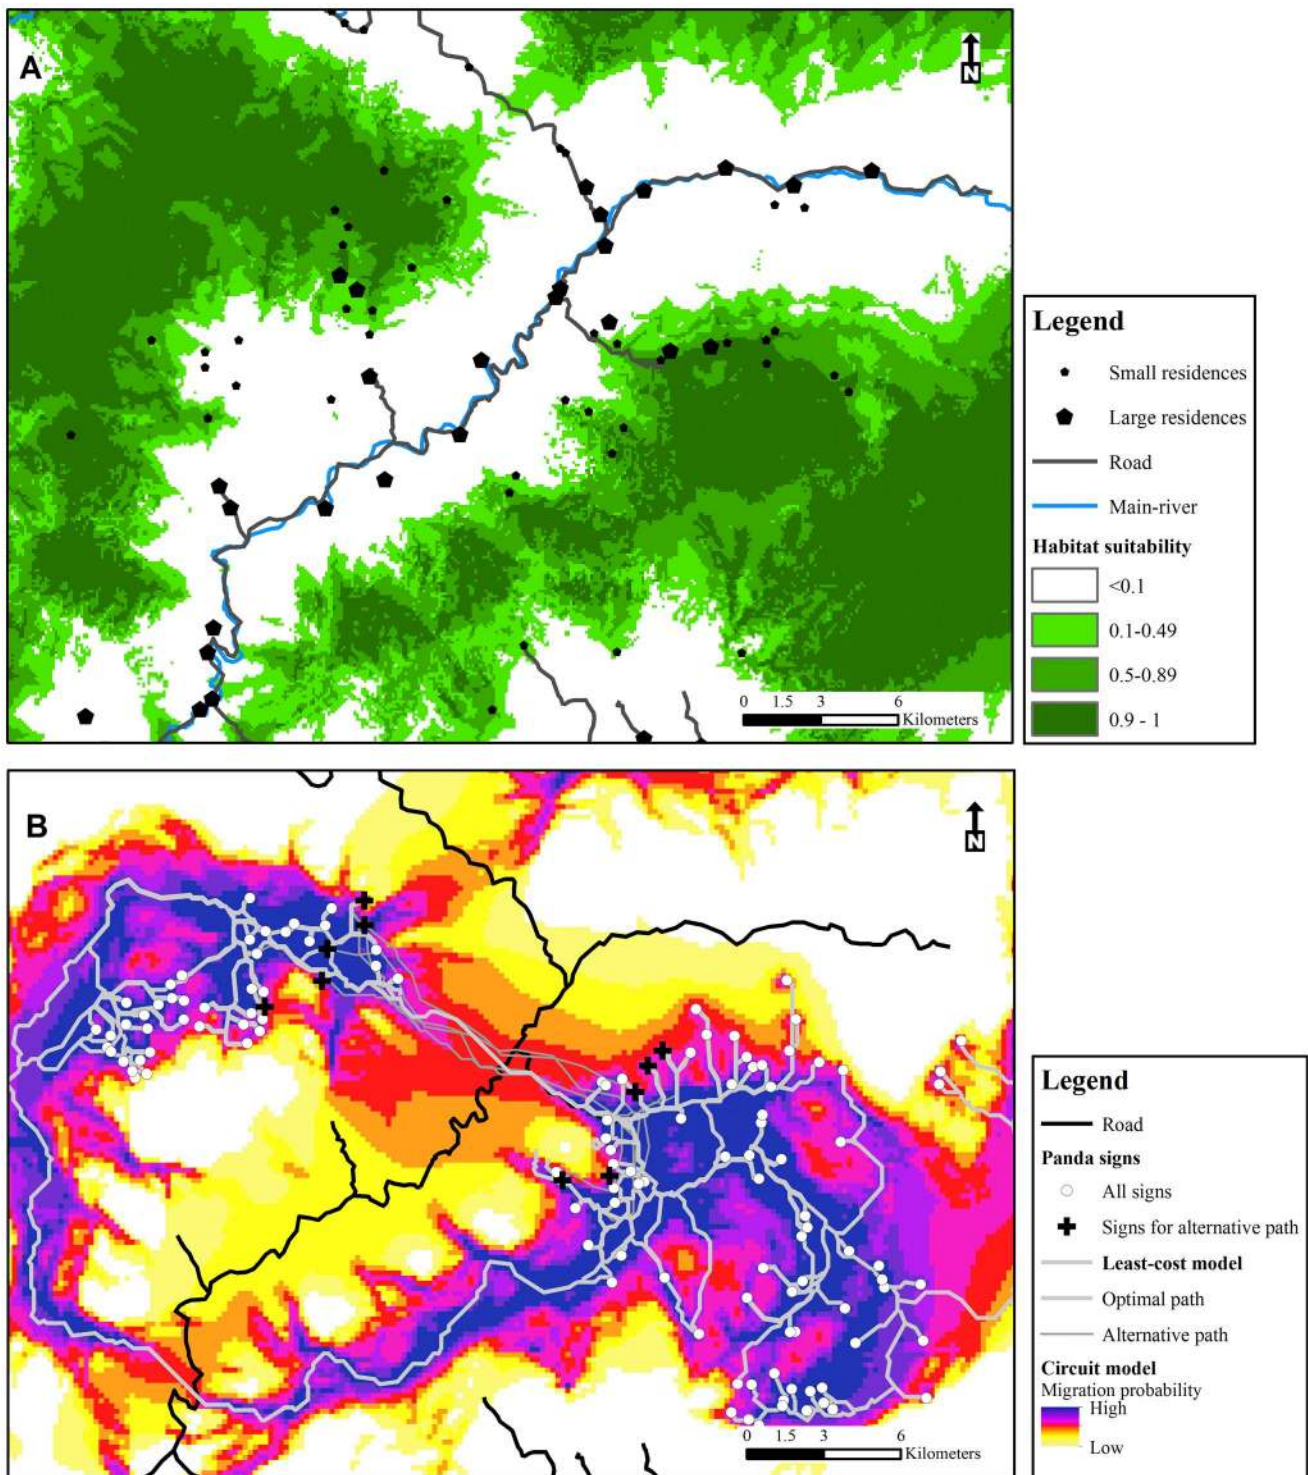 A
N
0 1.5 3 6
Kilometers
Legend
Small residences
Large residences
Road
Main-river
Habitat suitability
<0.1
0.1-0.49
0.5-0.89
0.9 - 1
B
N
0 1.5 3 6
Kilometers
Legend
Road
Panda signs
All signs
Signs for alternative path
Least-cost model
Optimal path
Alternative path
Circuit model
Migration probability
High
Low